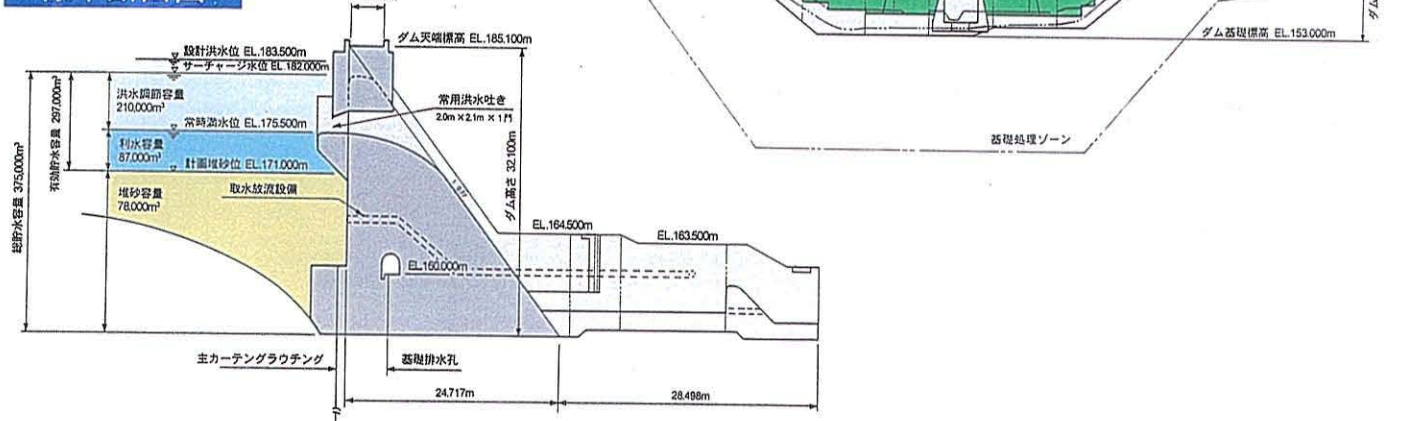 ダム天端標高 EL.185.100m
設計洪水位 EL.183.500m
サーチャージ水位 EL.182.000m
洪水調節容量
210,000m³
常用洪水吐き
2.0m×2.1m×1門
常時満水位 EL.175.500m
利水容量
87,000m³
計画堆砂位 EL.171.000m
堆砂容量
78,000m³
取水放流設備
総貯水容量 375,000m³
有効貯水容量 297,000m³
ダム高さ 32.100m
EL.164.500m
EL.163.500m
EL.160.000m
主カーテングラウチング
基礎排水孔
24.717m
28.498m
ダム基礎標高 EL.153.000m
基礎処理ゾーン